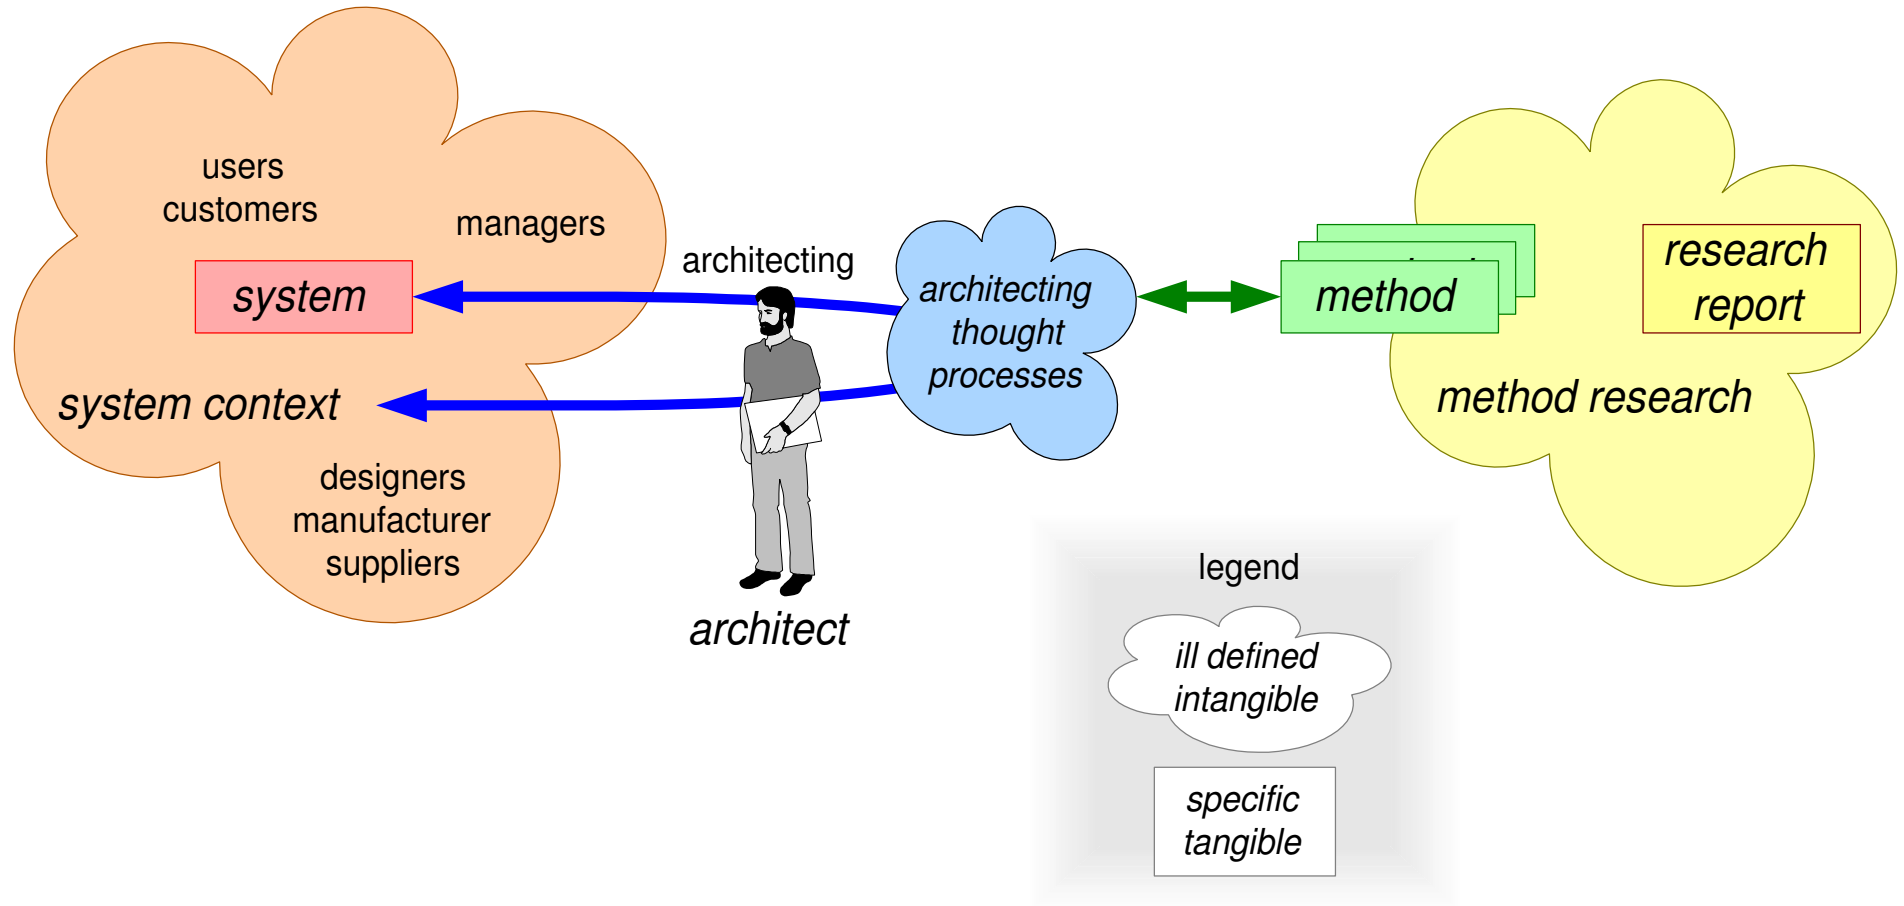 users
customers
managers
system
system context
designers
manufacturer
suppliers
architecting
architect
architecting
thought
processes
method
research
report
method research
legend
ill defined
intangible
specific
tangible